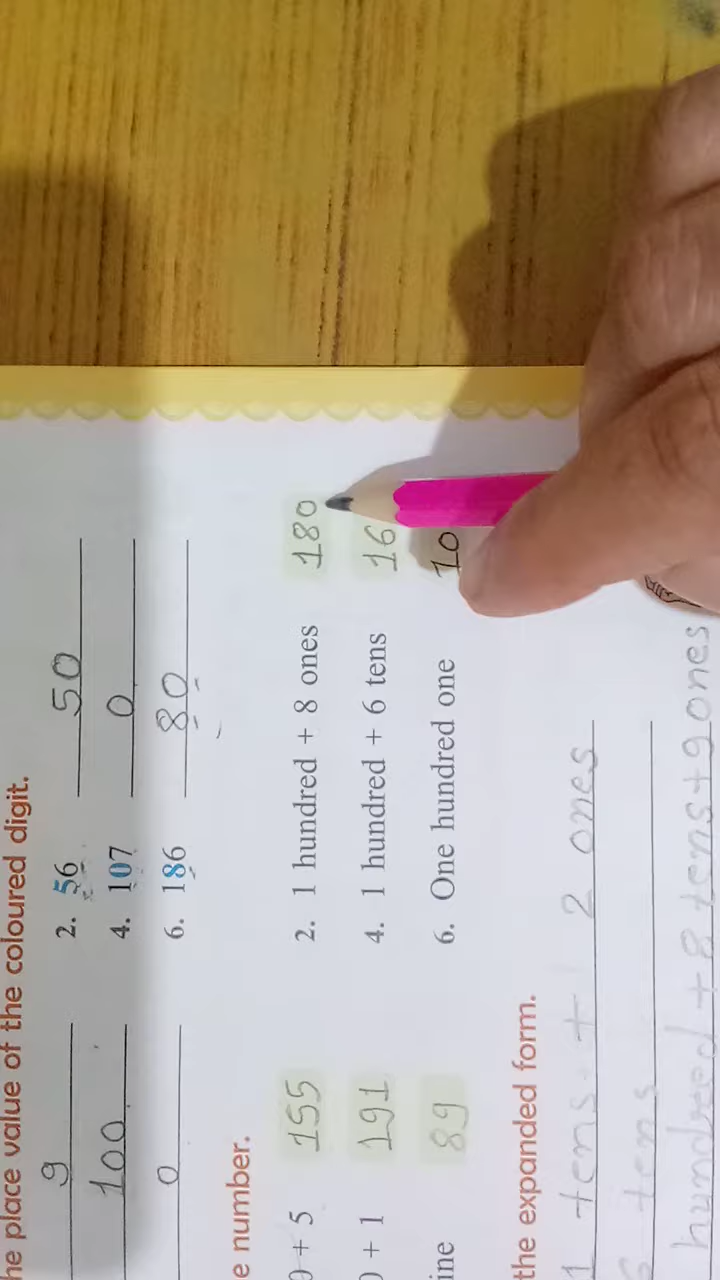 he place value of the coloured digit.
9 2. 56 50
100 4. 107 0
0 6. 186 80
e number.
+ 5 155 2. 1 hundred + 8 ones 180
+ 1 191 4. 1 hundred + 6 tens 16
ine 89 6. One hundred one 10
the expanded form.
1 tens + 2 ones
tens
hundred + 8 tens + 9 ones